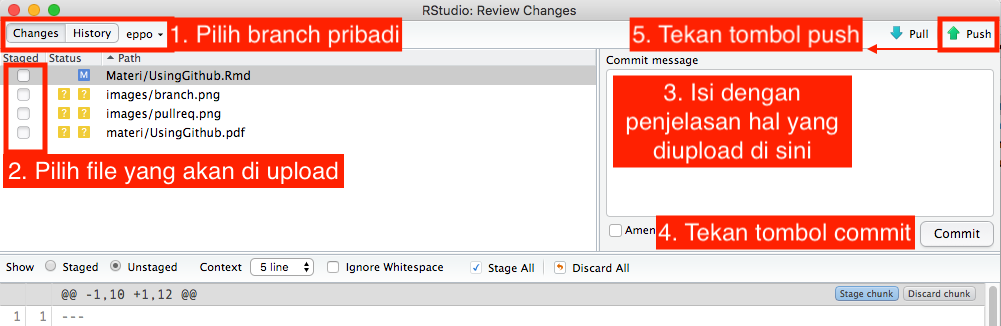 RStudio: Review Changes
Changes History eppo
1. Pilih branch pribadi
5. Tekan tombol push
Pull Push
Staged Status Path
Commit message
M Materi/UsingGithub.Rmd
? ? images/branch.png
? ? images/pullreq.png
? ? materi/UsingGithub.pdf
2. Pilih file yang akan di upload
3. Isi dengan
penjelasan hal yang
diupload di sini
Amen
4. Tekan tombol commit
Commit
Show Staged Unstaged Context 5 line Ignore Whitespace Stage All Discard All
@@ -1,10 +1,12 @@ Stage chunk Discard chunk
1 1 ---